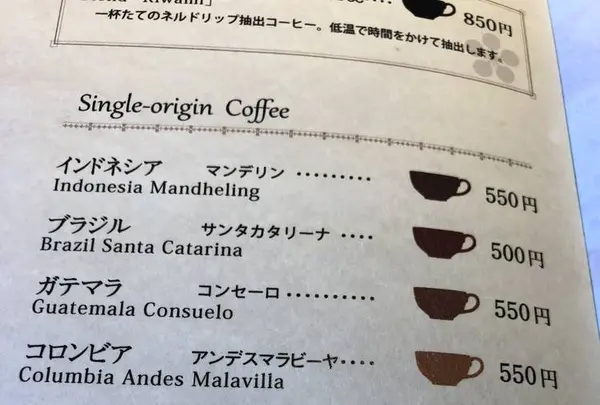 850円
一杯たてのネルドリップ抽出コーヒー。低温で時間をかけて抽出します。
Single-origin Coffee
インドネシア マンデリン ・・・・・・・・・ 550円
Indonesia Mandheling
ブラジル サンタカタリーナ ・・・・ 500円
Brazil Santa Catarina
ガテマラ コンセーロ ・・・・・・・・・・ 550円
Guatemala Consuelo
コロンビア アンデスマラビーヤ・・・・ 550円
Columbia Andes Malavilla